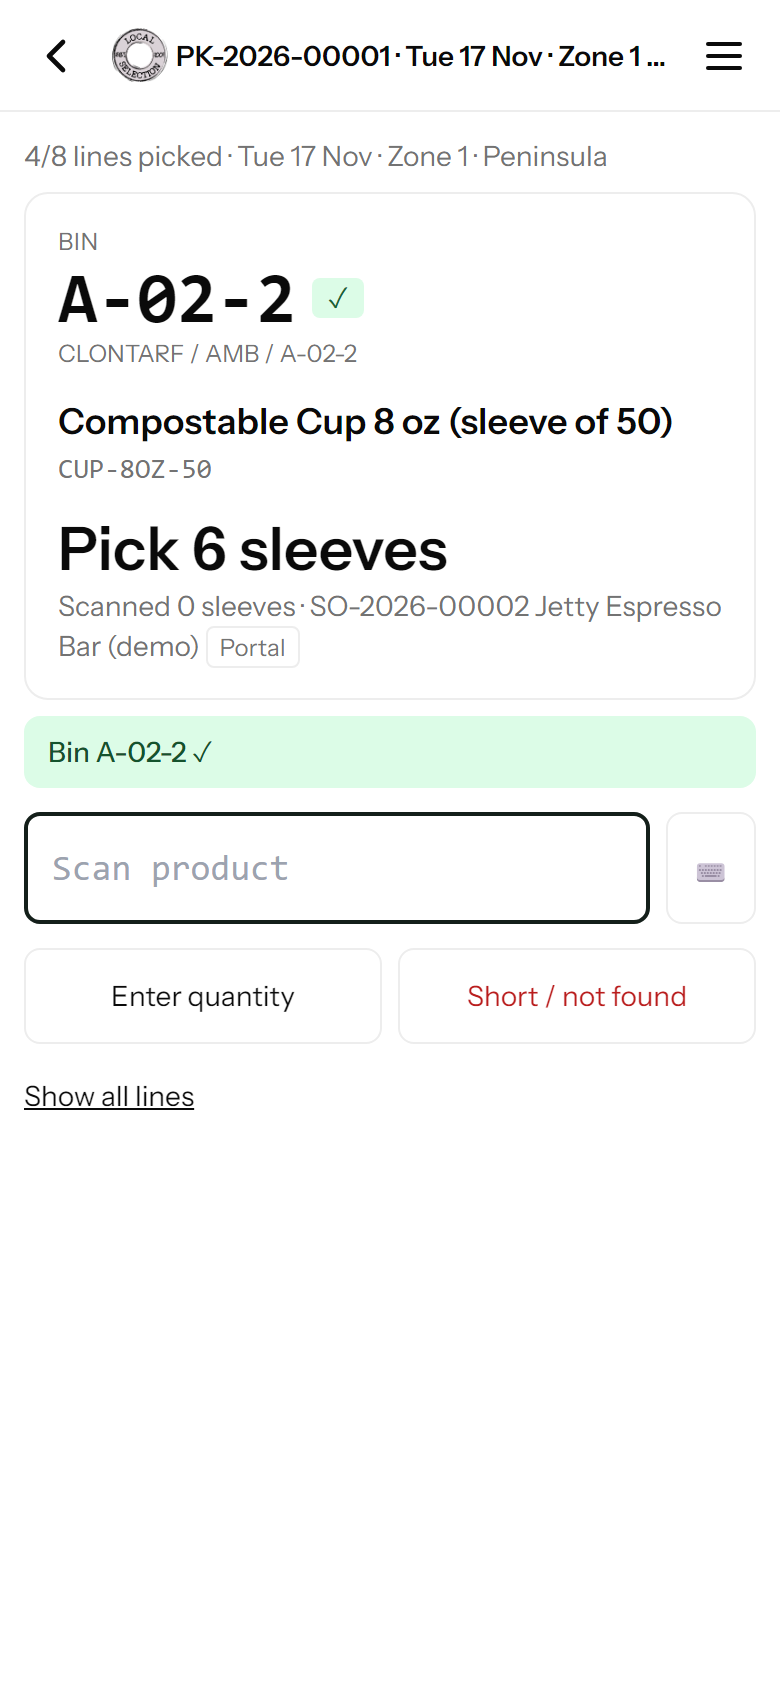 LOCAL
SELECTION
PK-2026-00001 · Tue 17 Nov · Zone 1 ...
4/8 lines picked · Tue 17 Nov · Zone 1 · Peninsula
BIN
A-02-2 ✓
CLONTARF / AMB / A-02-2
Compostable Cup 8 oz (sleeve of 50)
CUP-8OZ-50
Pick 6 sleeves
Scanned 0 sleeves · SO-2026-00002 Jetty Espresso
Bar (demo) Portal
Bin A-02-2 ✓
Scan product
Enter quantity
Short / not found
Show all lines